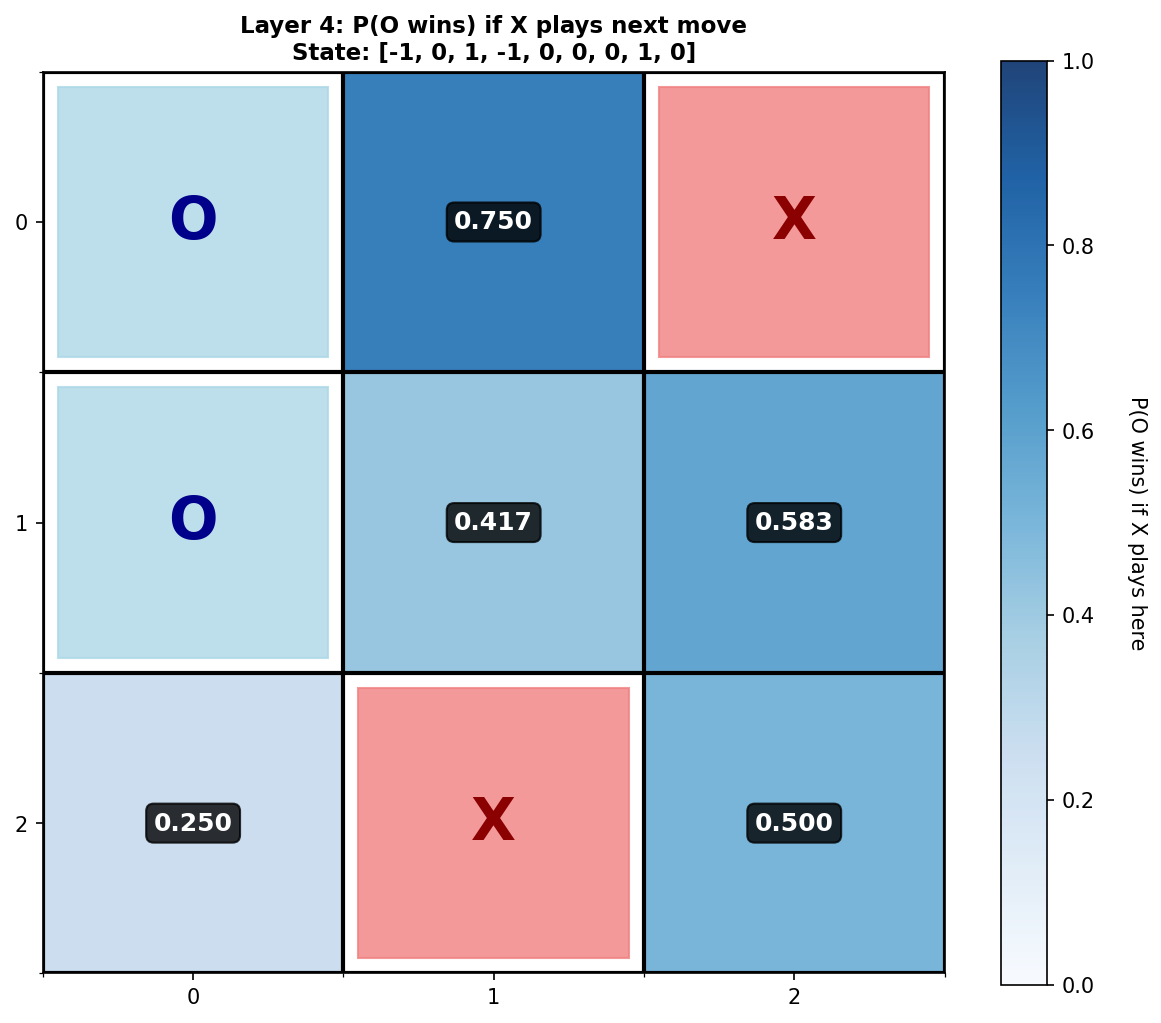 Layer 4: P(O wins) if X plays next move
State: [-1, 0, 1, -1, 0, 0, 0, 1, 0]
0
O
0.750
X
1
O
0.417
0.583
2
0.250
X
0.500
0
1
2
1.0
0.8
0.6
0.4
0.2
0.0
P(O wins) if X plays here